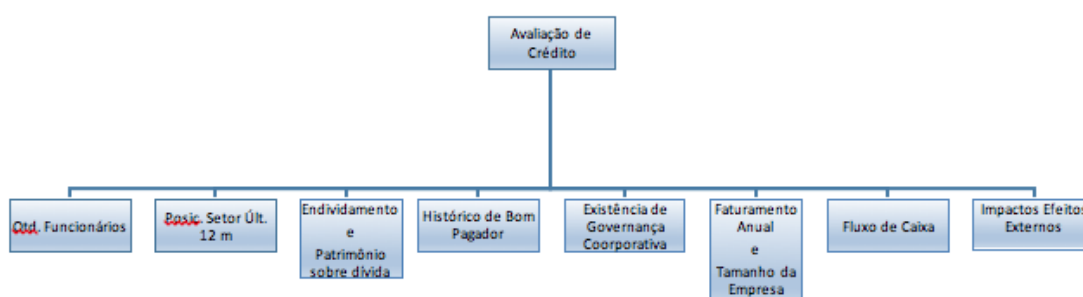 Avaliação de
Crédito
Qtd. Funcionários
Posiç. Setor Últ.
12 m
Endividamento
e
Patrimônio
sobre dívida
Histórico de Bom
Pagador
Existência de
Governança
Coorporativa
Faturamento
Anual
e
Tamanho da
Empresa
Fluxo de Caixa
Impactos Efeitos
Externos